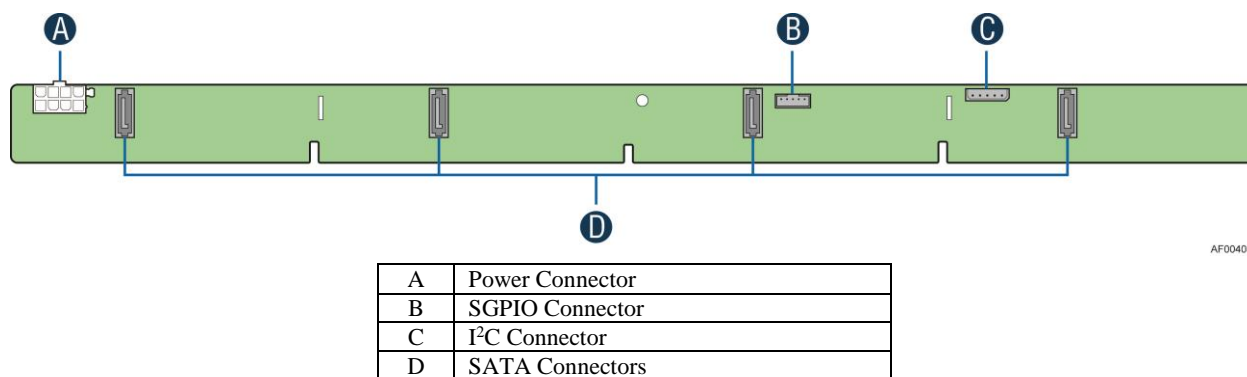 A B C
D
AF0040
A Power Connector
B SGPIO Connector
C I²C Connector
D SATA Connectors